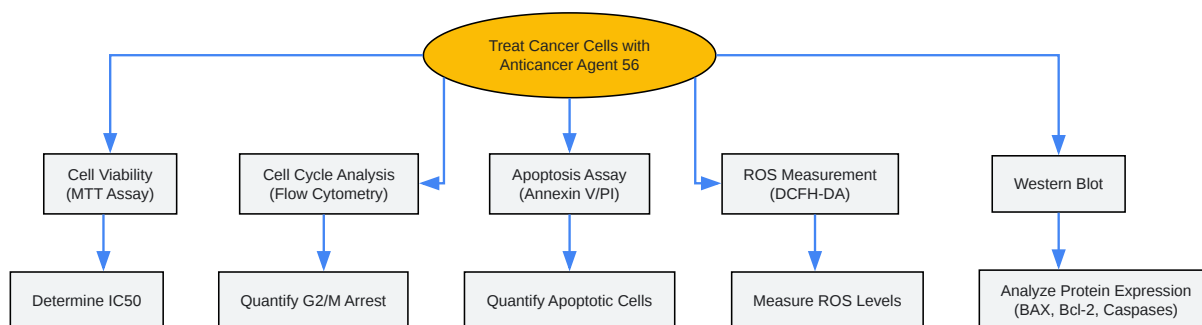 Treat Cancer Cells with
Anticancer Agent 56
Cell Viability
(MTT Assay)
Cell Cycle Analysis
(Flow Cytometry)
Apoptosis Assay
(Annexin V/PI)
ROS Measurement
(DCFH-DA)
Western Blot
Determine IC50
Quantify G2/M Arrest
Quantify Apoptotic Cells
Measure ROS Levels
Analyze Protein Expression
(BAX, Bcl-2, Caspases)